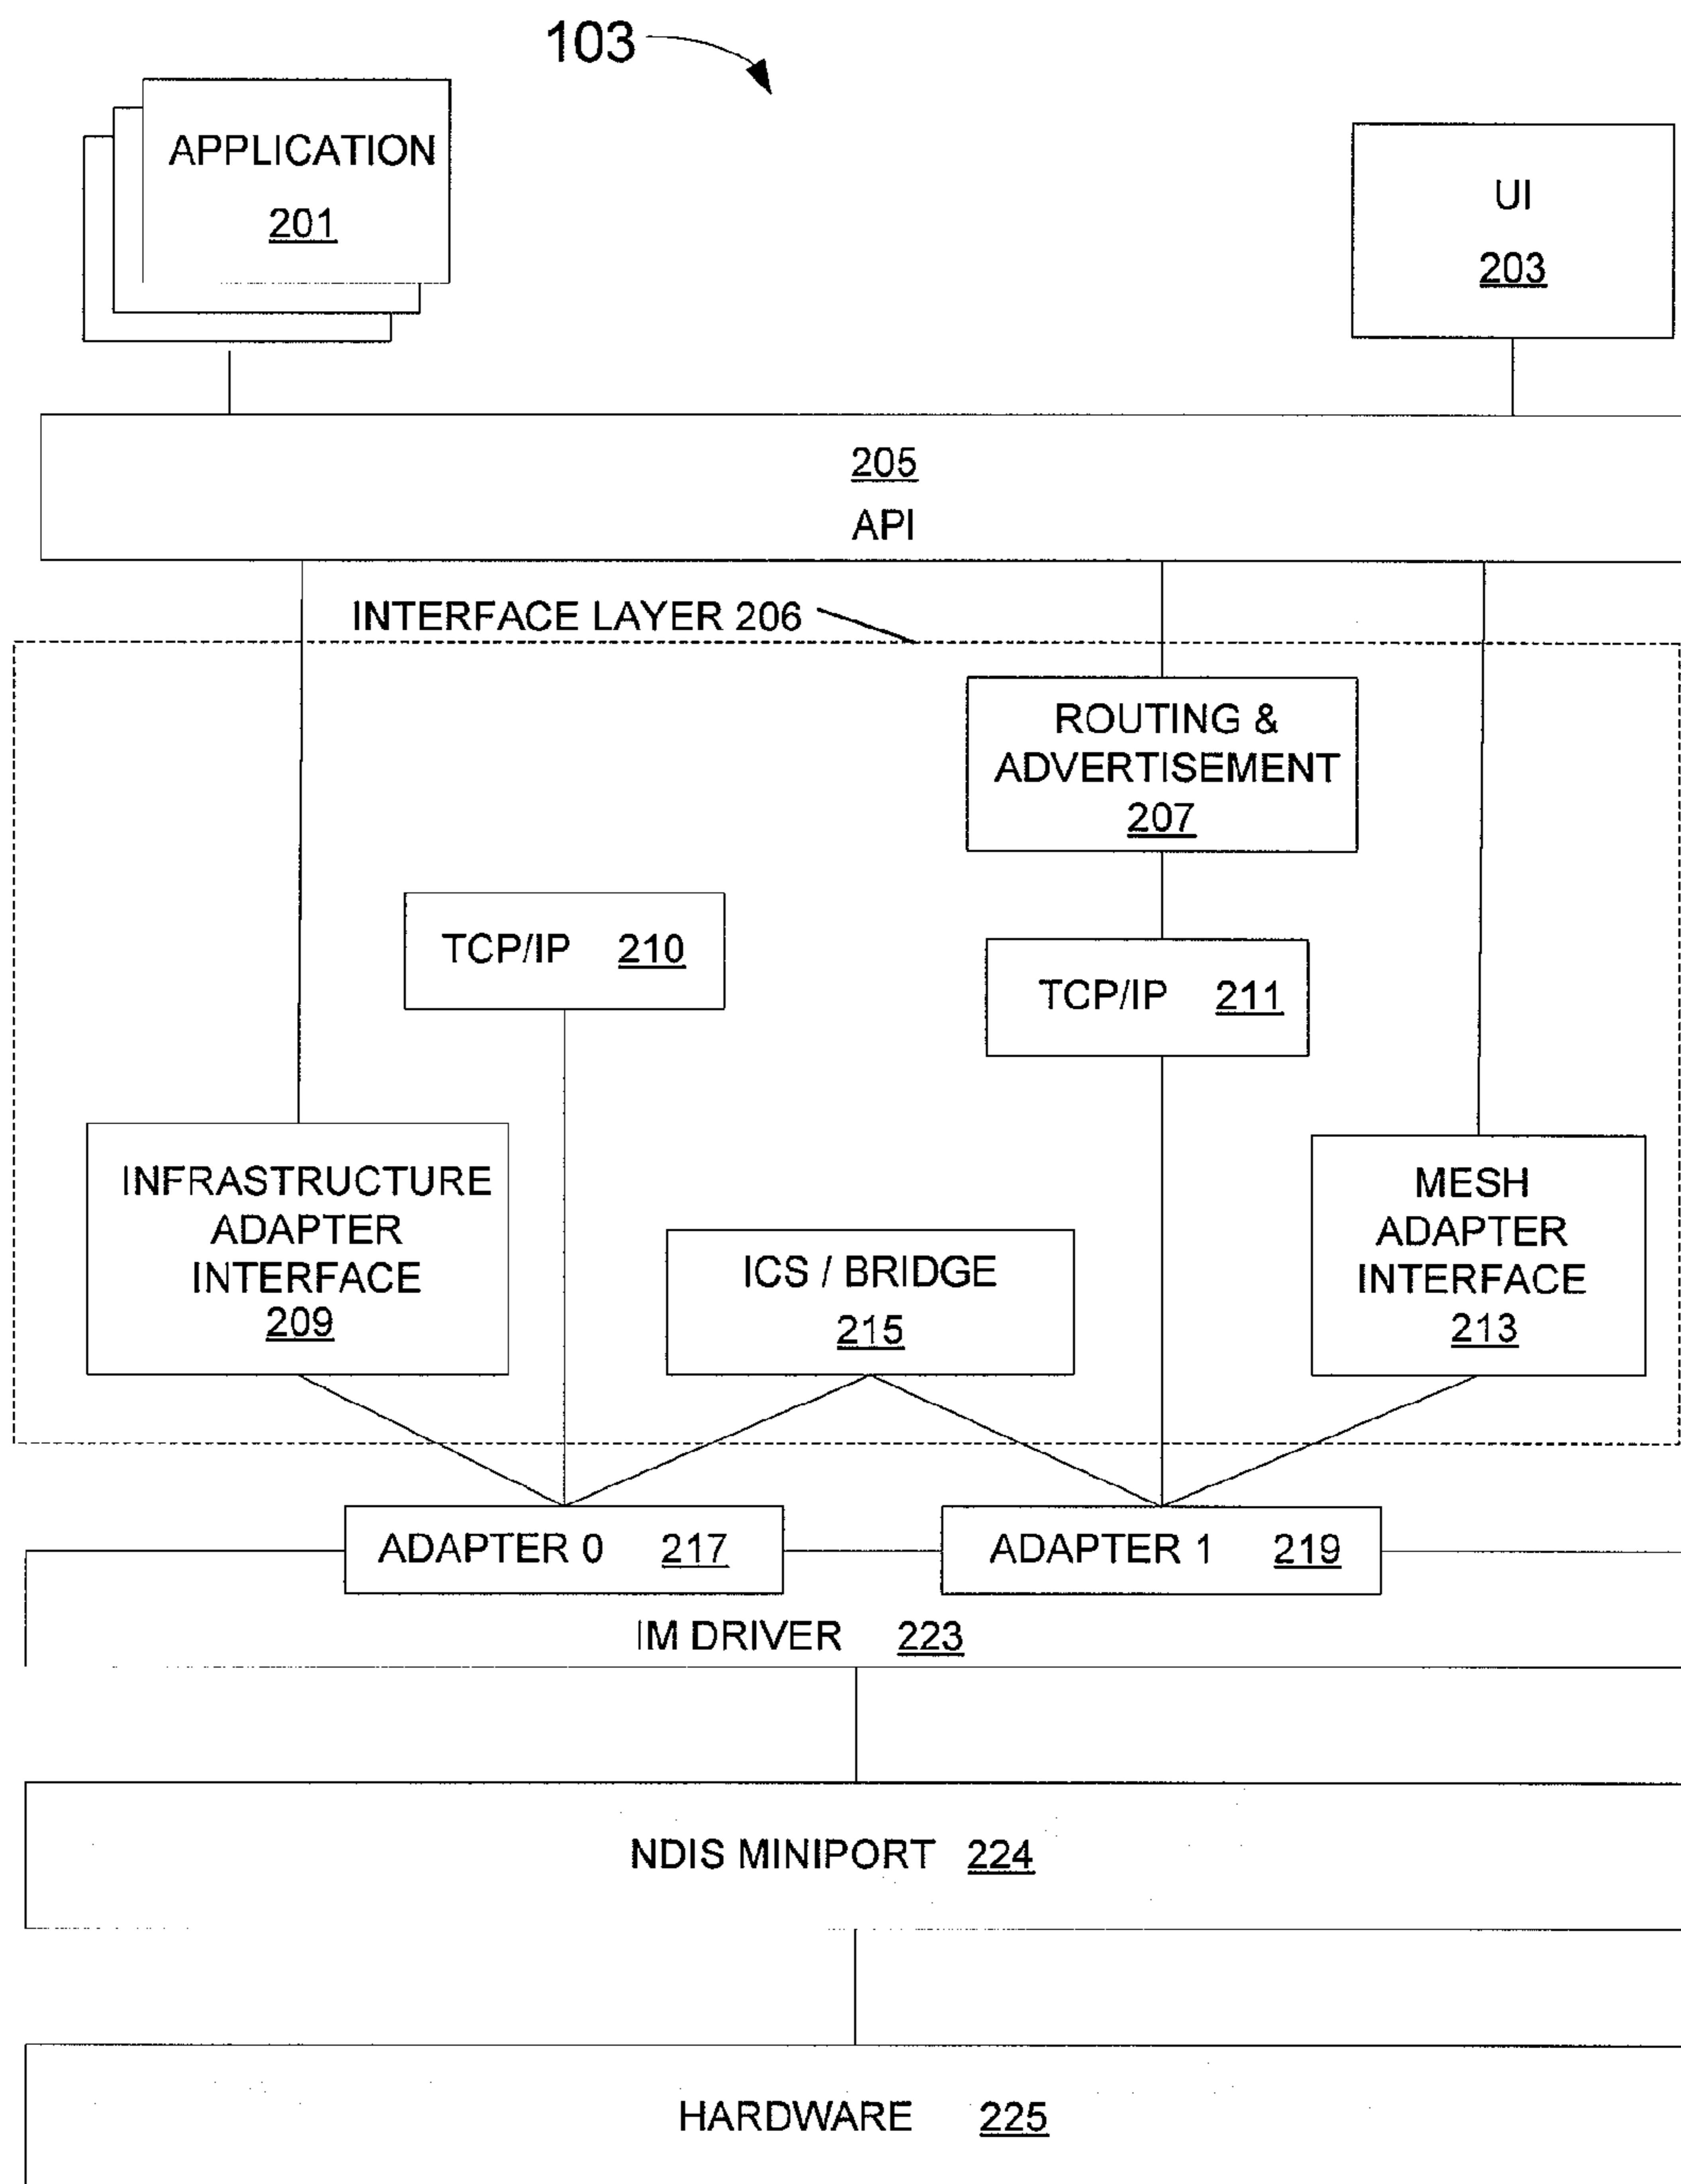 103
APPLICATION
201
UI
203
205
API
INTERFACE LAYER 206
ROUTING &
ADVERTISEMENT
207
TCP/IP 210
TCP/IP 211
INFRASTRUCTURE
ADAPTER
INTERFACE
209
ICS / BRIDGE
215
MESH
ADAPTER
INTERFACE
213
ADAPTER 0 217
ADAPTER 1 219
IM DRIVER 223
NDIS MINIPORT 224
HARDWARE 225